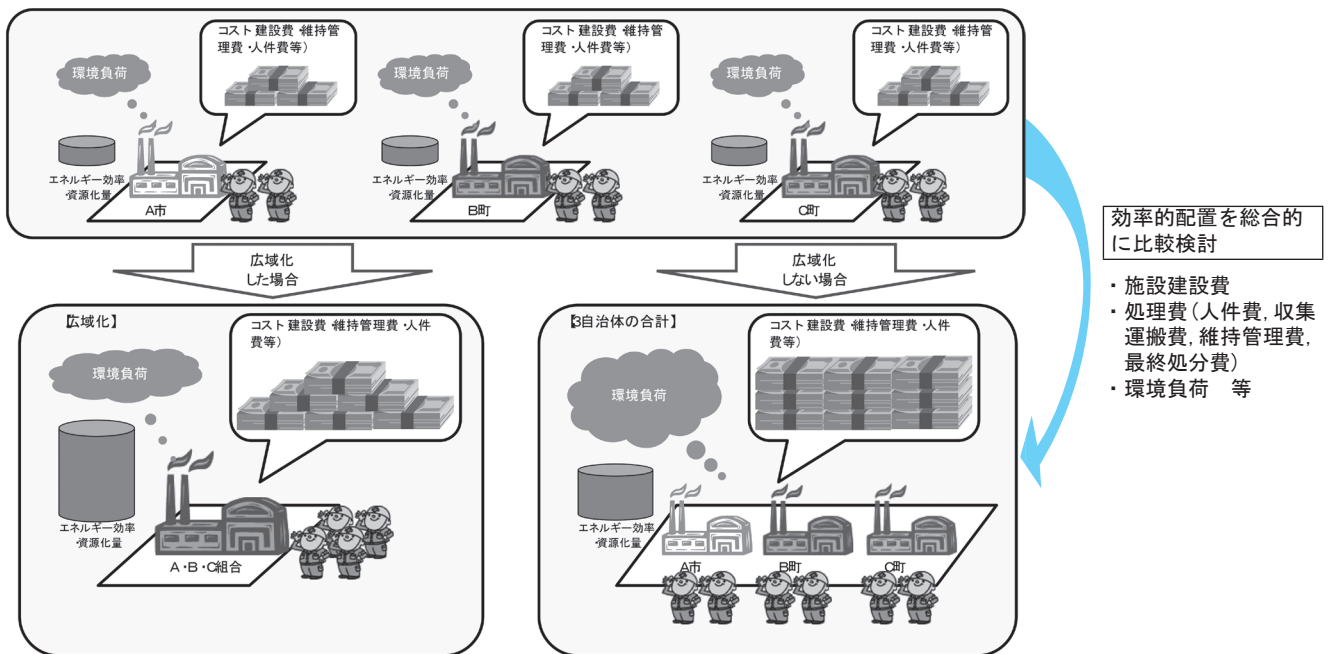 コスト 建設費・維持管
理費・人件費等）
環境負荷
エネルギー効率
・資源化量
A市
コスト 建設費・維持管
理費・人件費等）
環境負荷
エネルギー効率
・資源化量
B町
コスト 建設費・維持管
理費・人件費等）
環境負荷
エネルギー効率
・資源化量
C町
広域化
した場合
広域化
しない場合
効率的配置を総合的
に比較検討
・施設建設費
・処理費（人件費，収集
運搬費，維持管理費，
最終処分費）
・環境負荷　等
【広域化】
コスト 建設費・維持管理費・人件
費等）
環境負荷
エネルギー効率
・資源化量
A・B・C組合
【3自治体の合計】
コスト 建設費・維持管理費・人件
費等）
環境負荷
エネルギー効率
・資源化量
A市
B町
C町